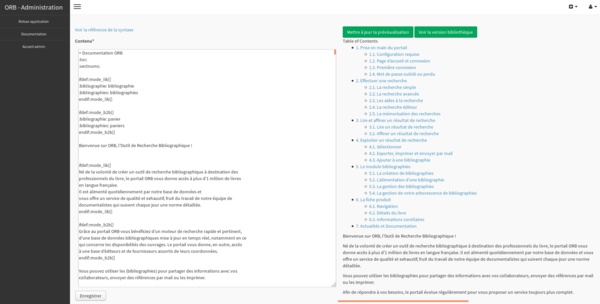 ORB - Administration
Retour application
Documentation
Accueil admin
Voir la référence de la syntaxe
Contenu*
= Documentation ORB
:toc:
:sectnums:
ifdef:mode_lik[]
:bibliographie: bibliographie
:bibliographies: bibliographies
endif.mode_lik[]
ifdef.mode_b2b[]
:bibliographie: panier
:bibliographies: paniers
endif.mode_b2b[]
Bienvenue sur ORB, l'Outil de Recherche Bibliographique !
ifdef.mode_lik[]
Né de la volonté de créer un outil de recherche bibliographique à destination des
professionnels du livre, le portail ORB vous donne accès à plus d'1 million de livres
en langue française.
Il est alimenté quotidiennement par notre base de données et
vous offre un service de qualité et exhaustif, fruit du travail de notre équipe de
documentalistes qui suivent chaque jour une norme détaillée.
endif.mode_lik[]
ifdef.mode_b2b[]
Grâce au portail ORB vous bénéficiez d'un moteur de recherche rapide et pertinent,
d'une base de données bibliographiques mise à jour en temps réel, notamment en ce
qui concerne les disponibilités des ouvrages. Le portail vous donne, en outre, accès
à une base d'éditeurs et de fournisseurs assortis de leurs coordonnées.
endif.mode_b2b[]
Vous pouvez utiliser les {bibliographies} pour partager des informations avec vos
collaborateurs, envoyer des références par mail ou les imprimer.
Enregistrer
Mettre à jour la prévisualisation
Voir la version bibliothèque
Table of Contents
1. Prise en main du portail
1.1. Configuration requise
1.2. Page d'accueil et connexion
1.3. Première connexion
1.4. Mot de passe oublié ou perdu
2. Effectuer une recherche
2.1. La recherche simple
2.2. La recherche avancée
2.3. Les aides à la recherche
2.4. La recherche éditeur
2.5. La mémorisation des recherches
3. Lire et affiner un résultat de recherche
3.1. Lire un résultat de recherche
3.2. Affiner un résultat de recherche
4. Exploiter un résultat de recherche
4.1. Sélectionner
4.2. Exporter, imprimer et envoyer par mail
4.3. Ajouter à une bibliographie
5. Le module bibliographies
5.1. La création de bibliographies
5.2. L'alimentation d'une bibliographie
5.3. La gestion des bibliographies
5.4. La gestion de votre arborescence de bibliographies
6. La fiche produit
6.1. Navigation
6.2. Détails du livre
6.3. Informations similaires
7. Actualités et Documentation
Bienvenue sur ORB, l'Outil de Recherche Bibliographique !
Né de la volonté de créer un outil de recherche bibliographique à destination des professionnels du livre, le portail ORB vous
donne accès à plus d'1 million de livres en langue française. Il est alimenté quotidiennement par notre base de données et vous
offre un service de qualité et exhaustif, fruit du travail de notre équipe de documentalistes qui suivent chaque jour une norme
détaillée.
Vous pouvez utiliser les bibliographies pour partager des informations avec vos collaborateurs, envoyer des références par mail
ou les imprimer.
Afin de répondre à vos besoins, le portail évolue régulièrement pour vous proposer un service toujours plus complet.